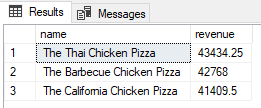 Results Messages
name revenue
1 The Thai Chicken Pizza 43434.25
2 The Barbecue Chicken Pizza 42768
3 The California Chicken Pizza 41409.5